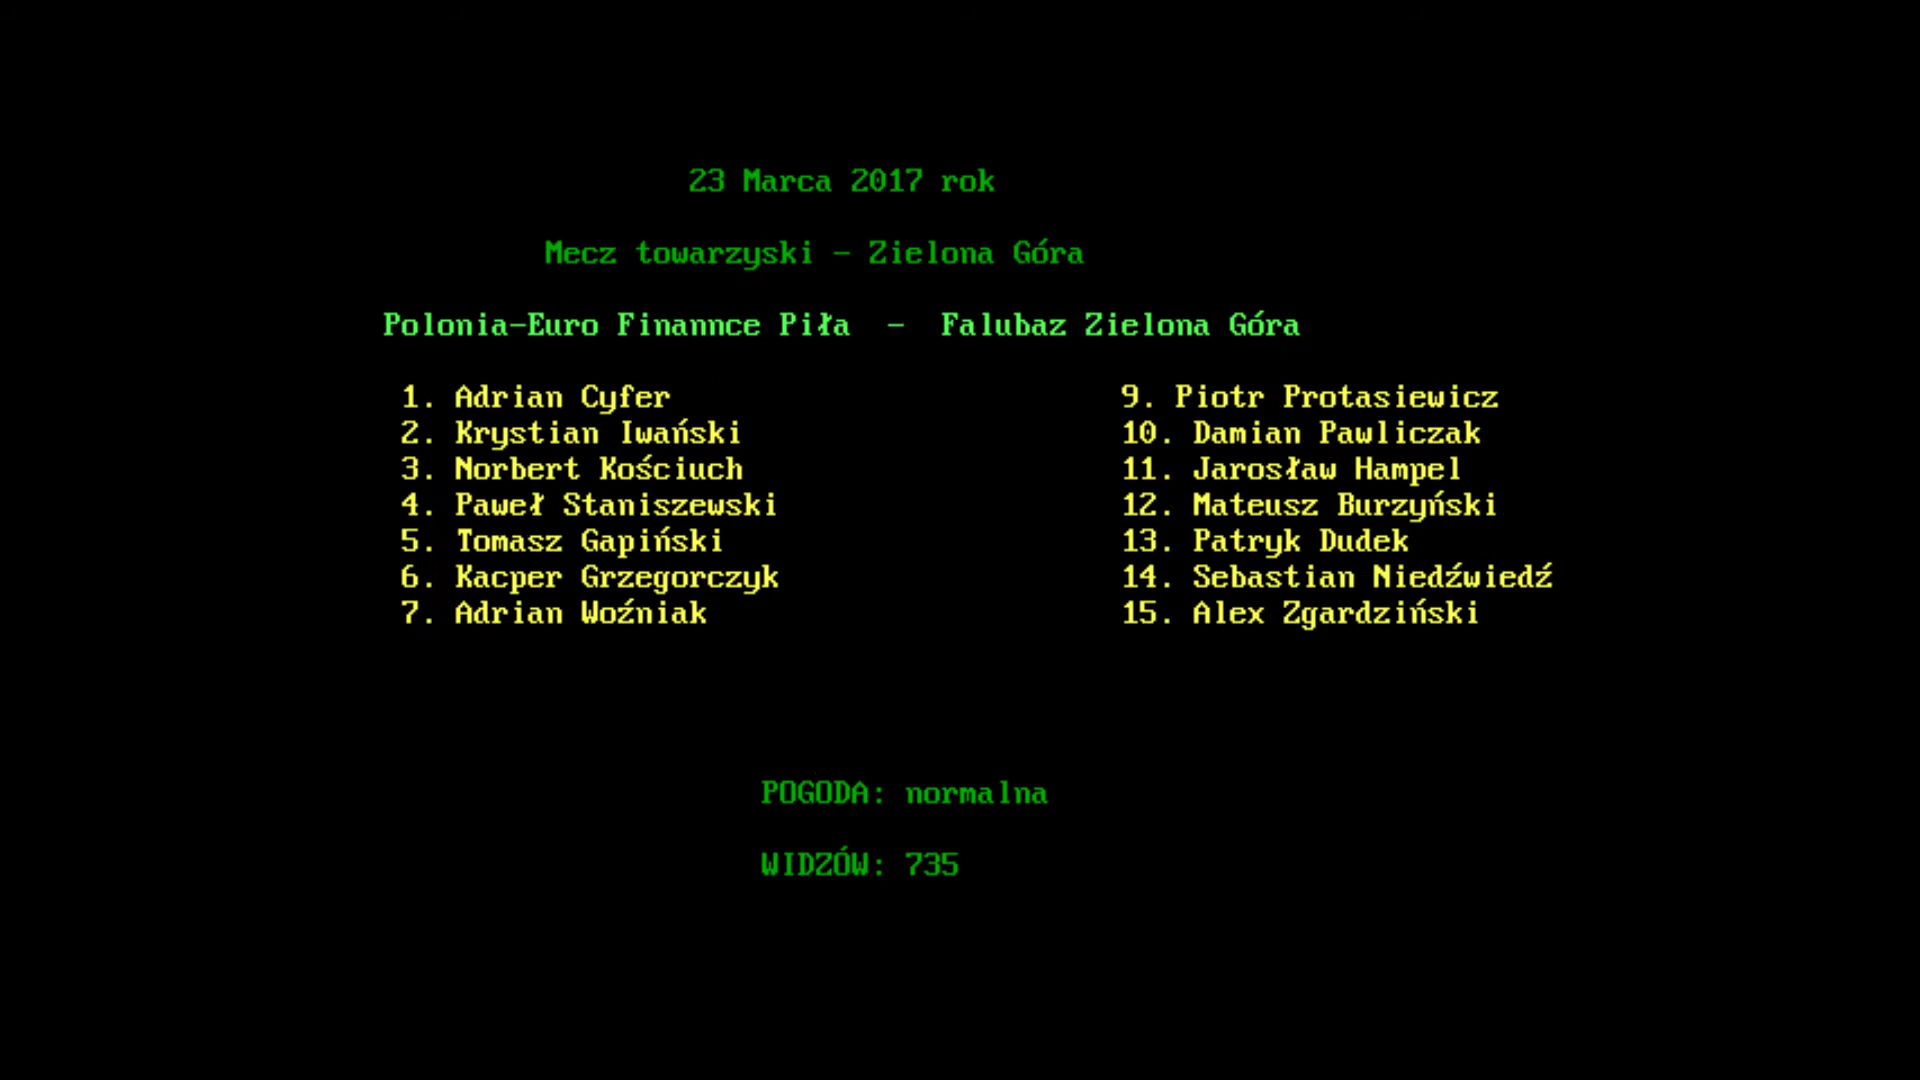 23 Marca 2017 rok
Mecz towarzyski - Zielona Góra
Polonia-Euro Finannce Piła - Falubaz Zielona Góra
1. Adrian Cyfer
2. Krystian Iwański
3. Norbert Kościuch
4. Paweł Staniszewski
5. Tomasz Gapiński
6. Kacper Grzegorczyk
7. Adrian Woźniak
9. Piotr Protasiewicz
10. Damian Pawliczak
11. Jarosław Hampel
12. Mateusz Burzyński
13. Patryk Dudek
14. Sebastian Niedźwiedź
15. Alex Zgardziński
POGODA: normalna
WIDZÓW: 735